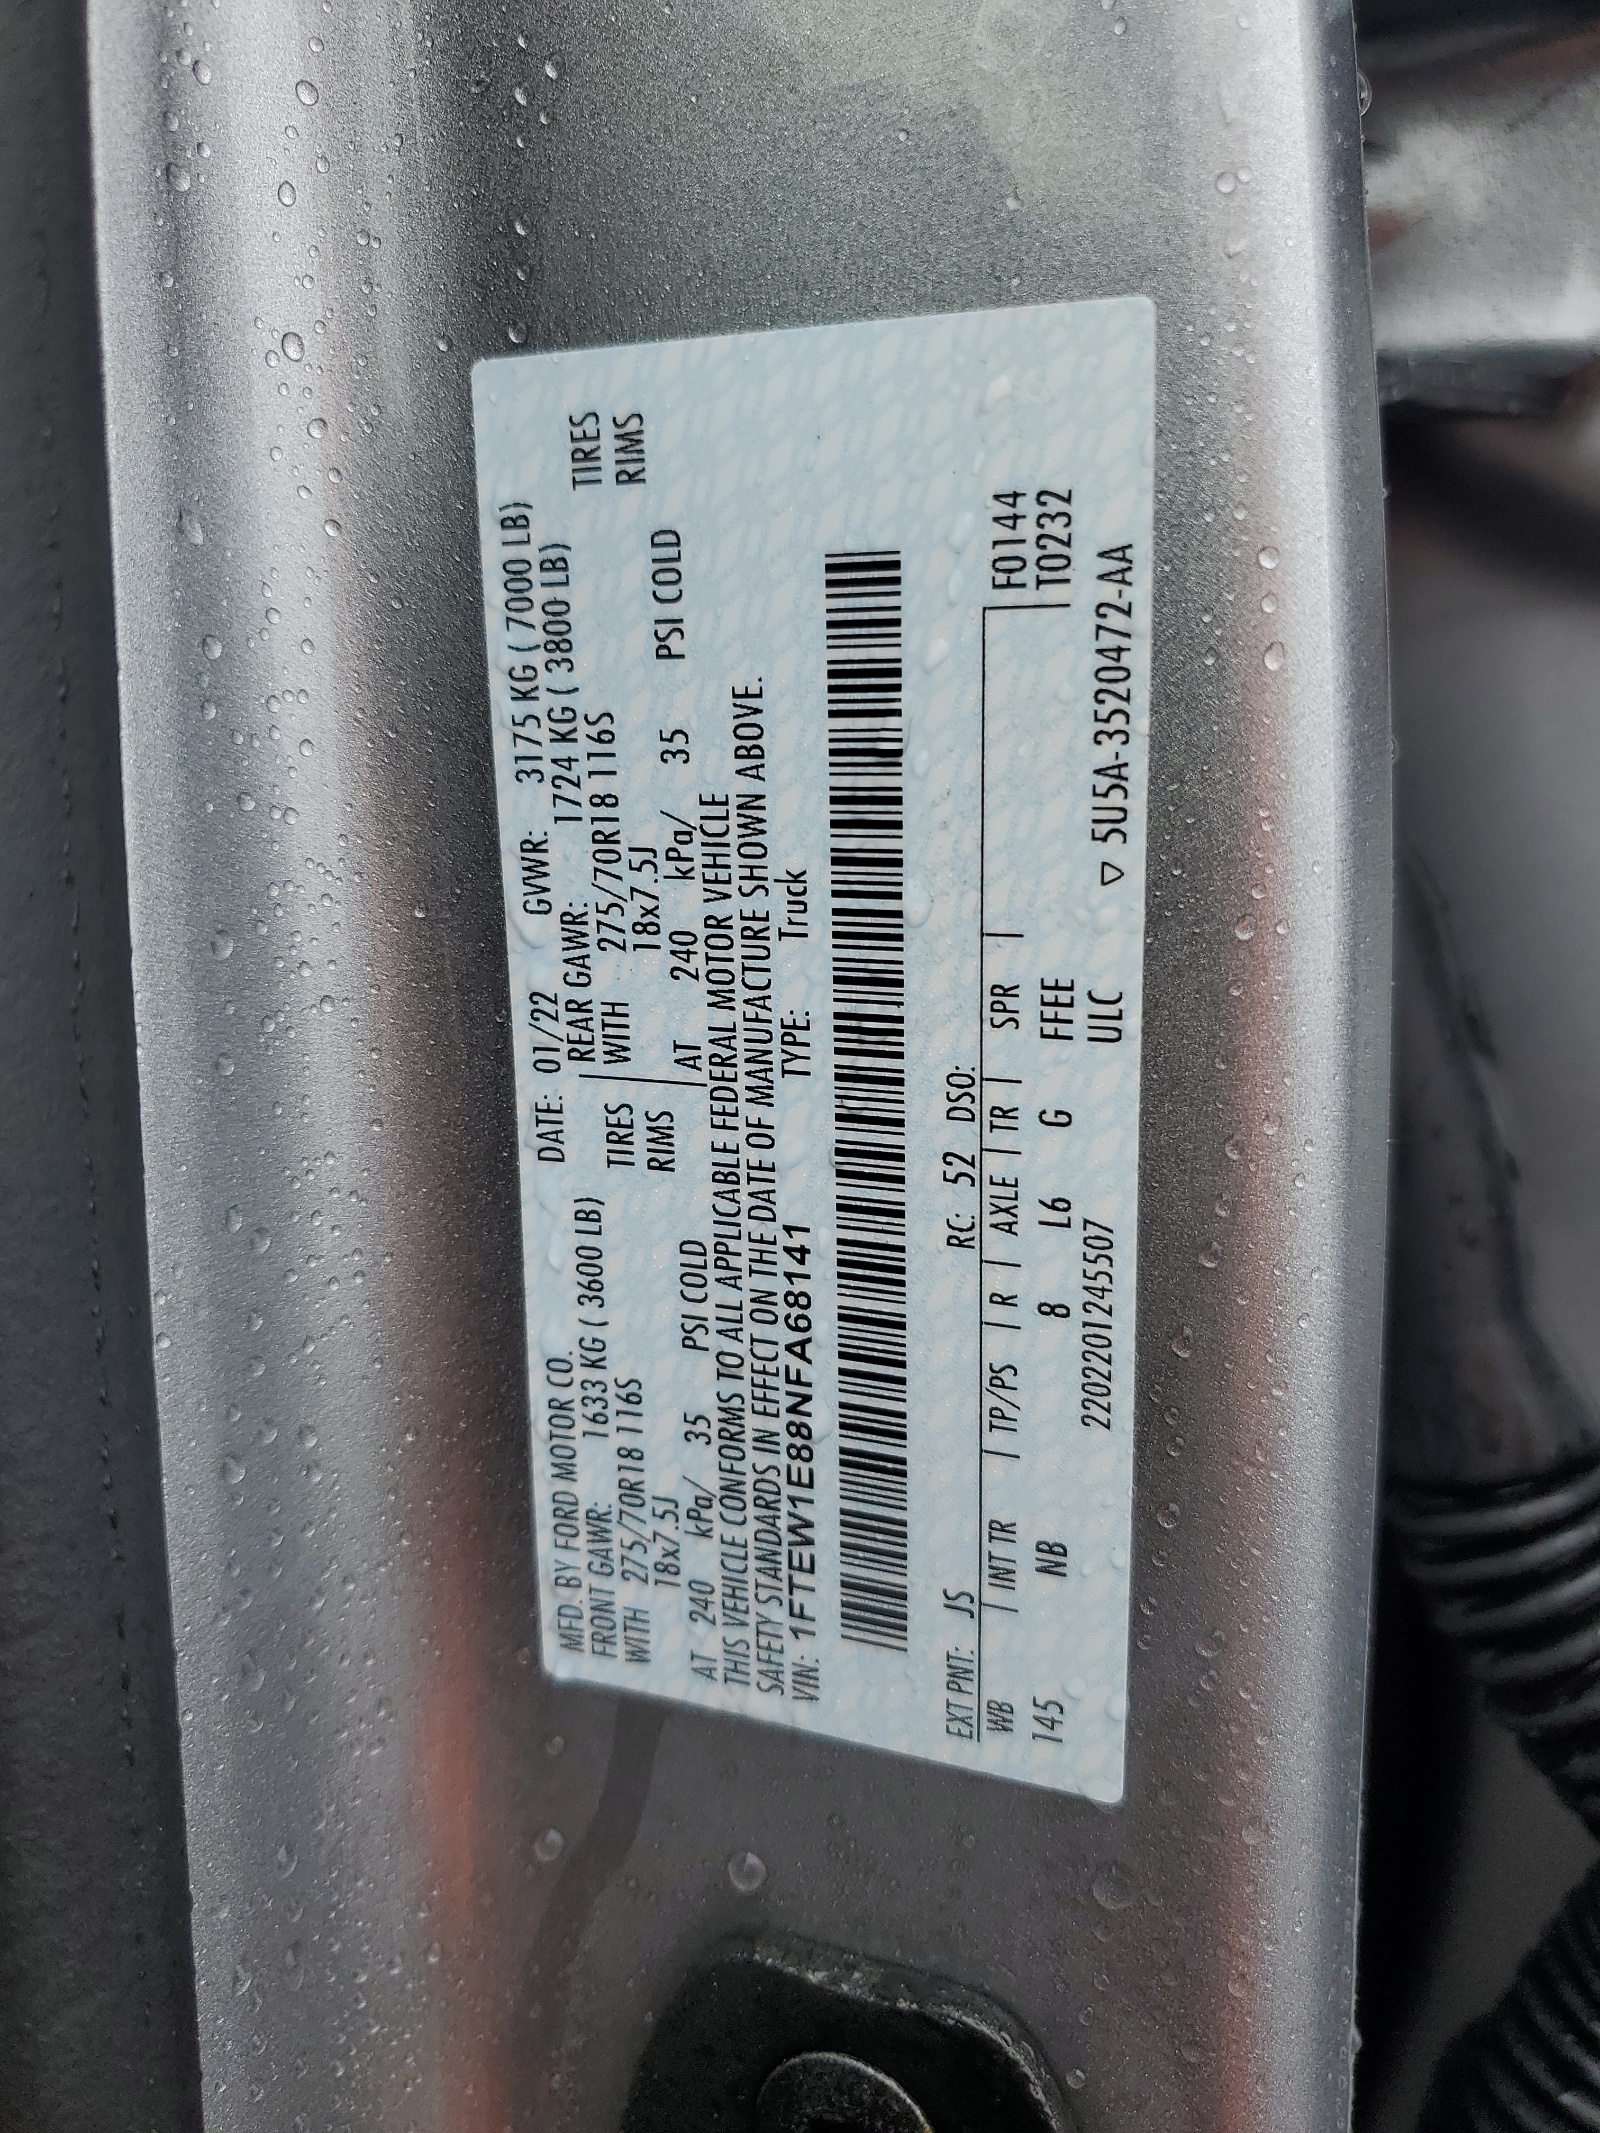 MFD. BY FORD MOTOR CO. DATE: 01/22 GVWR: 3175 KG ( 7000 LB)
FRONT GAWR: 1633 KG ( 3600 LB) REAR GAWR: 1724 KG ( 3800 LB)
WITH 275/70R18 116S TIRES WITH 275/70R18 116S TIRES
18x7.5J RIMS 18x7.5J RIMS
AT 240 kPa/ 35 PSI COLD AT 240 kPa/ 35 PSI COLD
THIS VEHICLE CONFORMS TO ALL APPLICABLE FEDERAL MOTOR VEHICLE
SAFETY STANDARDS IN EFFECT ON THE DATE OF MANUFACTURE SHOWN ABOVE.
VIN: 1FTEW1E88NFA68141 TYPE: Truck
EXT PNT: JS RC: 52 DSO:
WB | INT TR | TP/PS | R | AXLE | TR | SPR | F0144
145 NB 8 L6 G FFEE T0232
220220124550​7 ULC ▽ 5U5A-3520472-AA